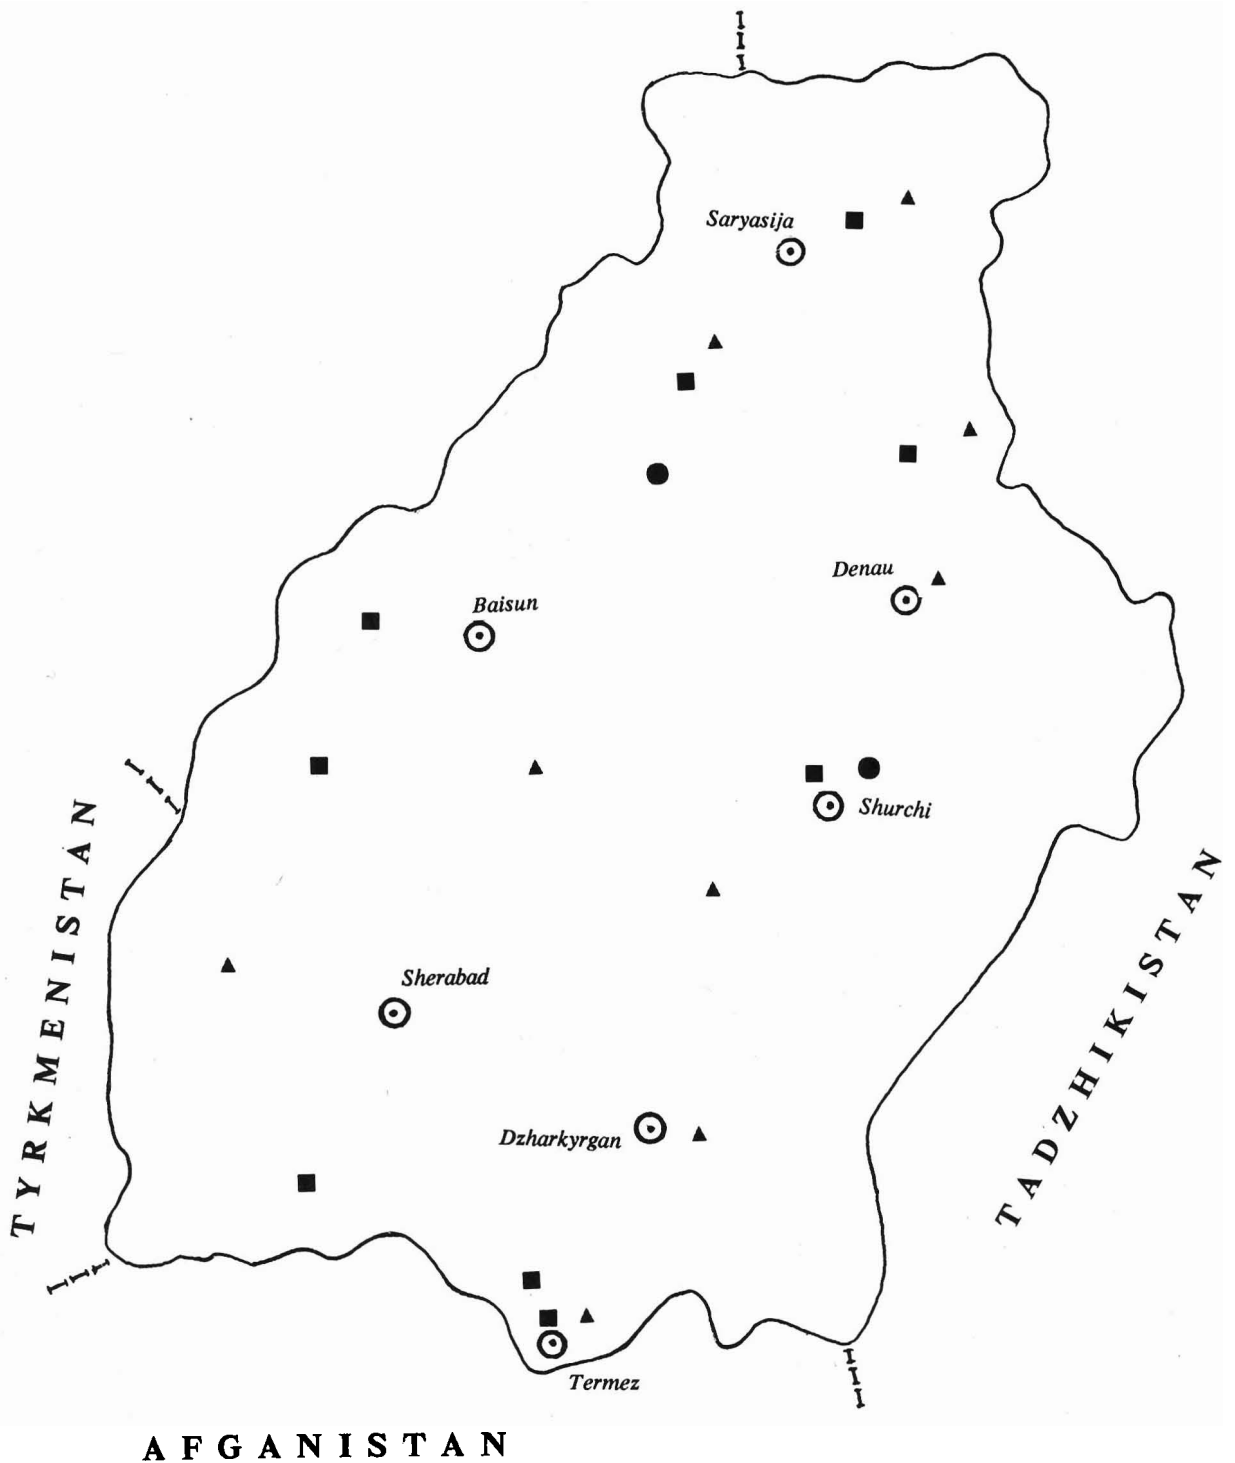 Saryasija
Denau
Baisun
Shurchi
Sherabad
Dzharkyrgan
Termez
TYRKMENISTAN
TADZHIKISTAN
AFGANISTAN